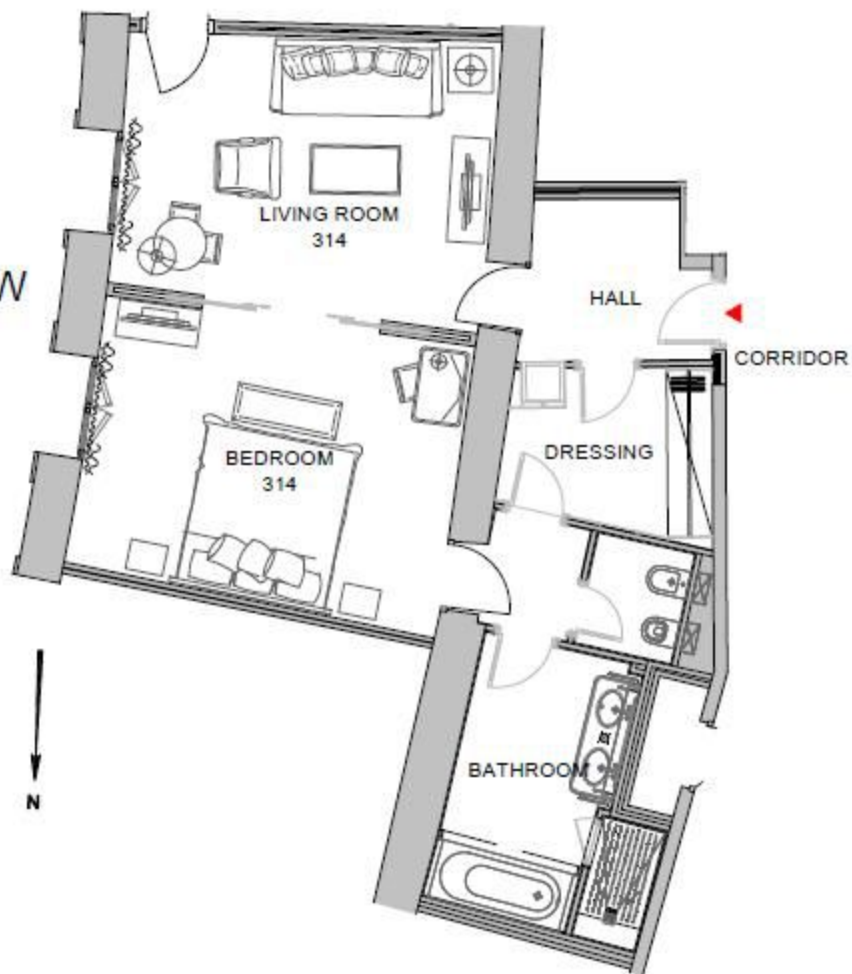 LIVING ROOM
314
W
HALL
CORRIDOR
BEDROOM
314
DRESSING
N
BATHROOM